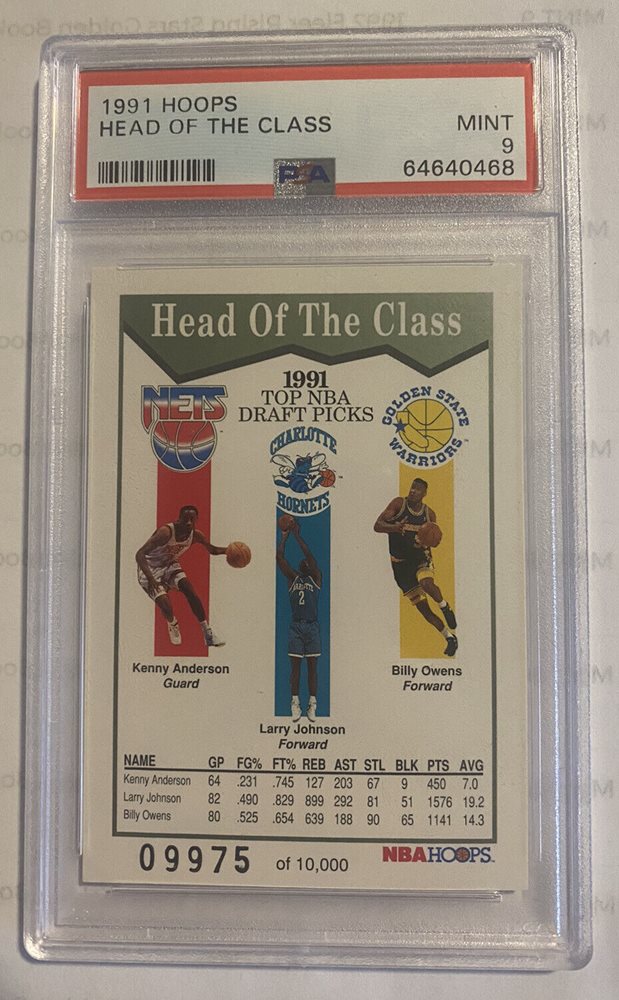 1991 HOOPS
HEAD OF THE CLASS
MINT
9
PSA
64640468
Head Of The Class
1991
TOP NBA
DRAFT PICKS
NETS
GOLDEN STATE
WARRIORS
CHARLOTTE
HORNETS
CHARLOTTE
2
Kenny Anderson
Guard
Billy Owens
Forward
Larry Johnson
Forward
NAME GP FG% FT% REB AST STL BLK PTS AVG
Kenny Anderson 64 .231 .745 127 203 67 9 450 7.0
Larry Johnson 82 .490 .829 899 292 81 51 1576 19.2
Billy Owens 80 .525 .654 639 188 90 65 1141 14.3
09975 of 10,000
NBA HOOPS